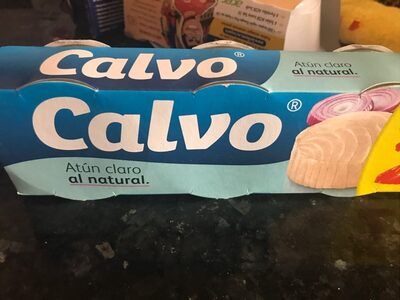 Calvo®
Atún claro
al natural.
Calvo®
Atún claro
al natural.